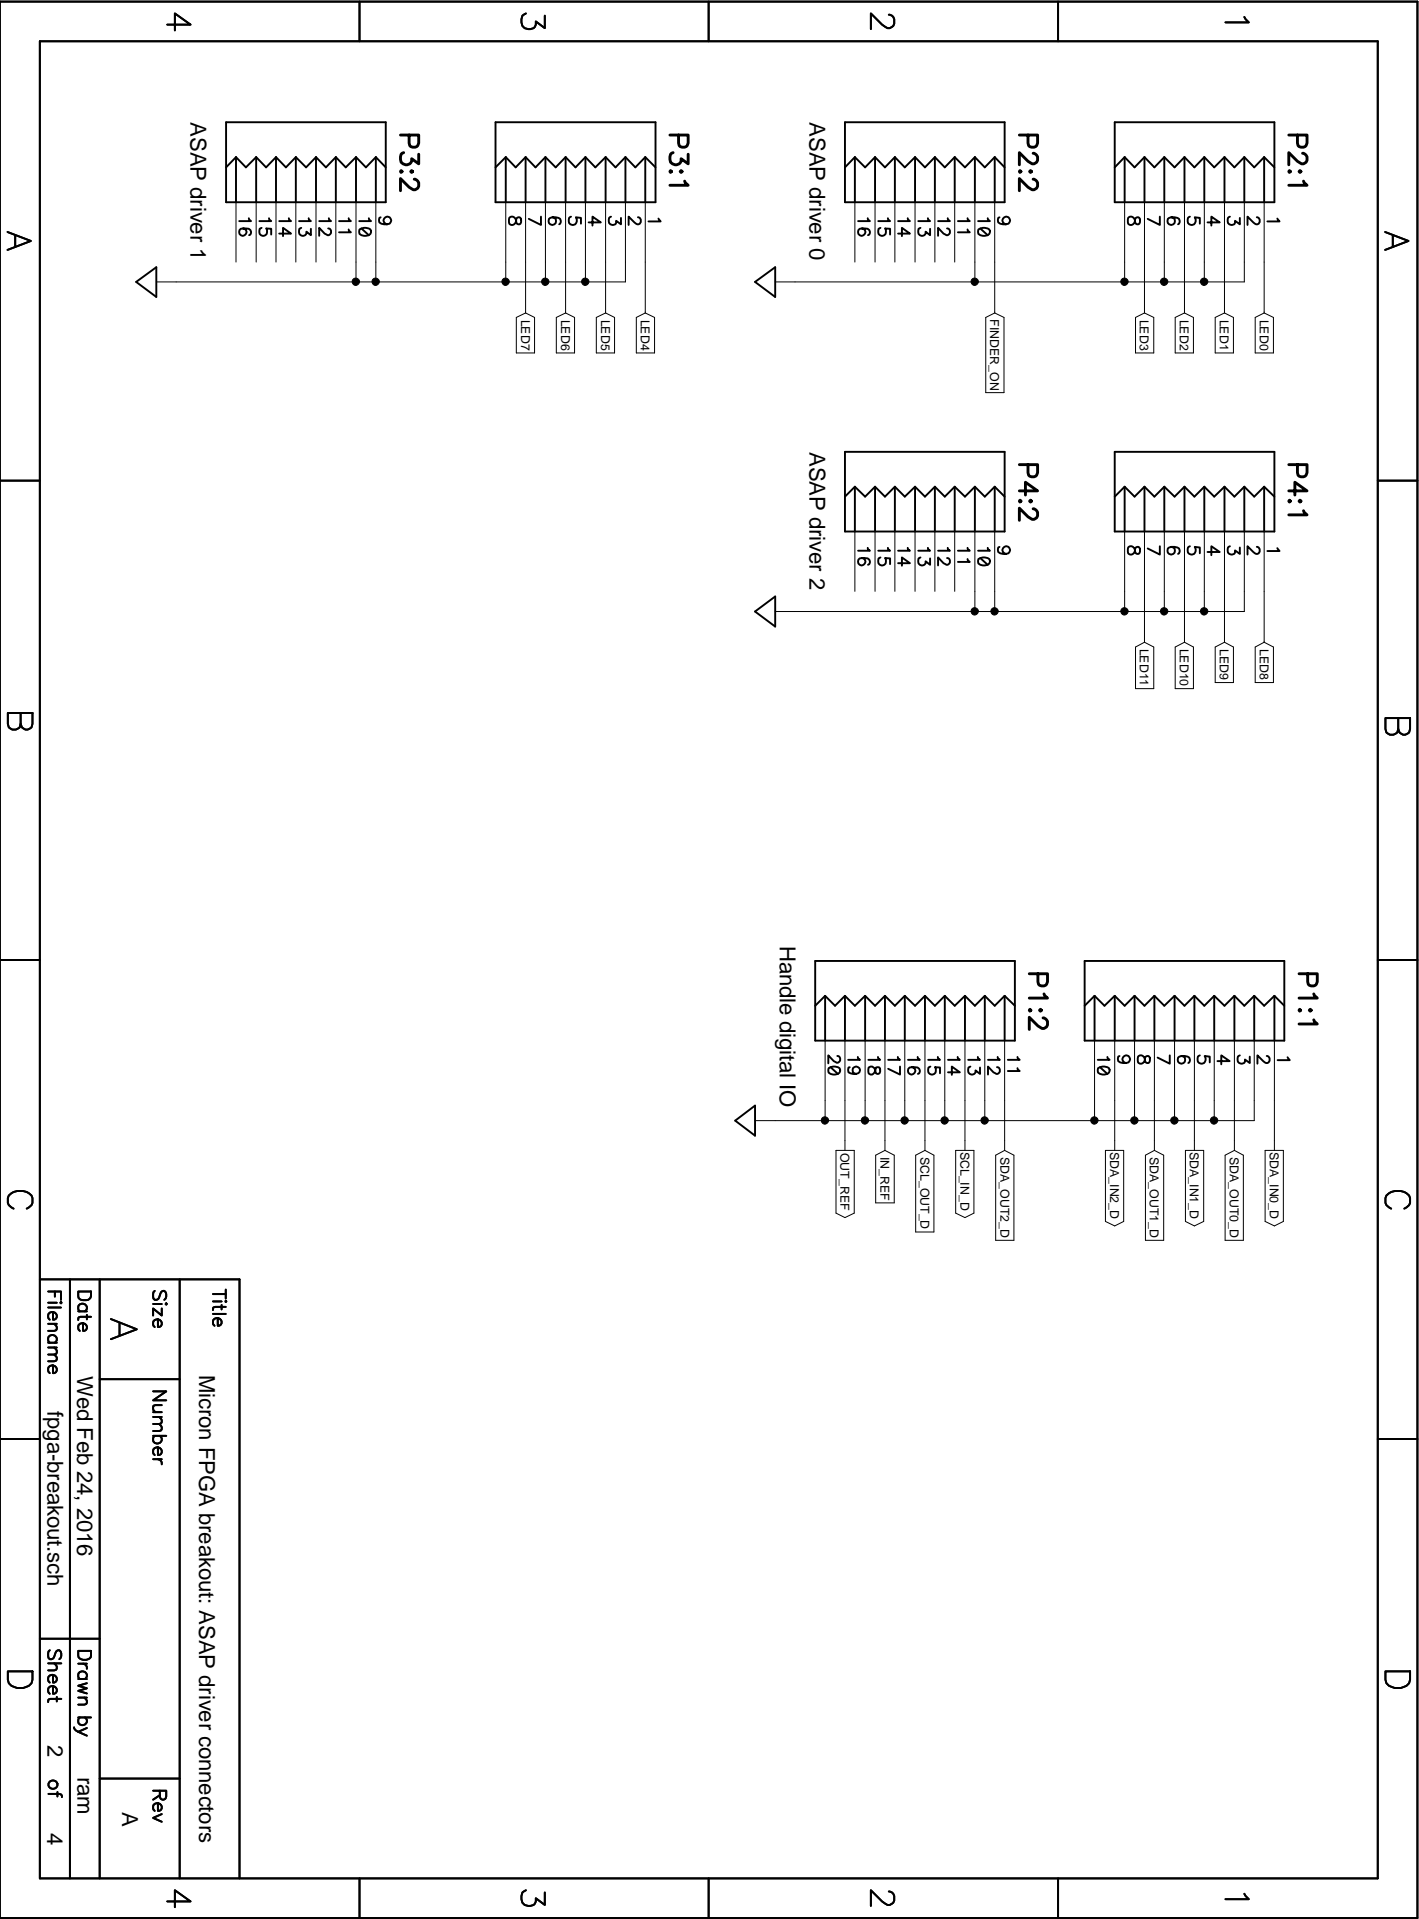 A
B
C
D
1
2
3
4
P2:1
1
2
3
4
5
6
7
8
LED0
LED1
LED2
LED3
P2:2
9
10
11
12
13
14
15
16
FINDER_ON
ASAP driver 0
P3:1
1
2
3
4
5
6
7
8
LED4
LED5
LED6
LED7
P3:2
9
10
11
12
13
14
15
16
ASAP driver 1
P4:1
1
2
3
4
5
6
7
8
LED8
LED9
LED10
LED11
P4:2
9
10
11
12
13
14
15
16
ASAP driver 2
P1:1
1
2
3
4
5
6
7
8
9
10
SDA_IN0_D
SDA_OUT0_D
SDA_IN1_D
SDA_OUT1_D
SDA_IN2_D
P1:2
11
12
13
14
15
16
17
18
19
20
SDA_OUT2_D
SCL_IN_D
SCL_OUT_D
IN_REF
OUT_REF
Handle digital IO
Title
Micron FPGA breakout: ASAP driver connectors
Size
A
Number
Rev
A
Date Wed Feb 24, 2016
Drawn by ram
Filename fpga-breakout.sch
Sheet 2 of 4
1
2
3
4
A
B
C
D